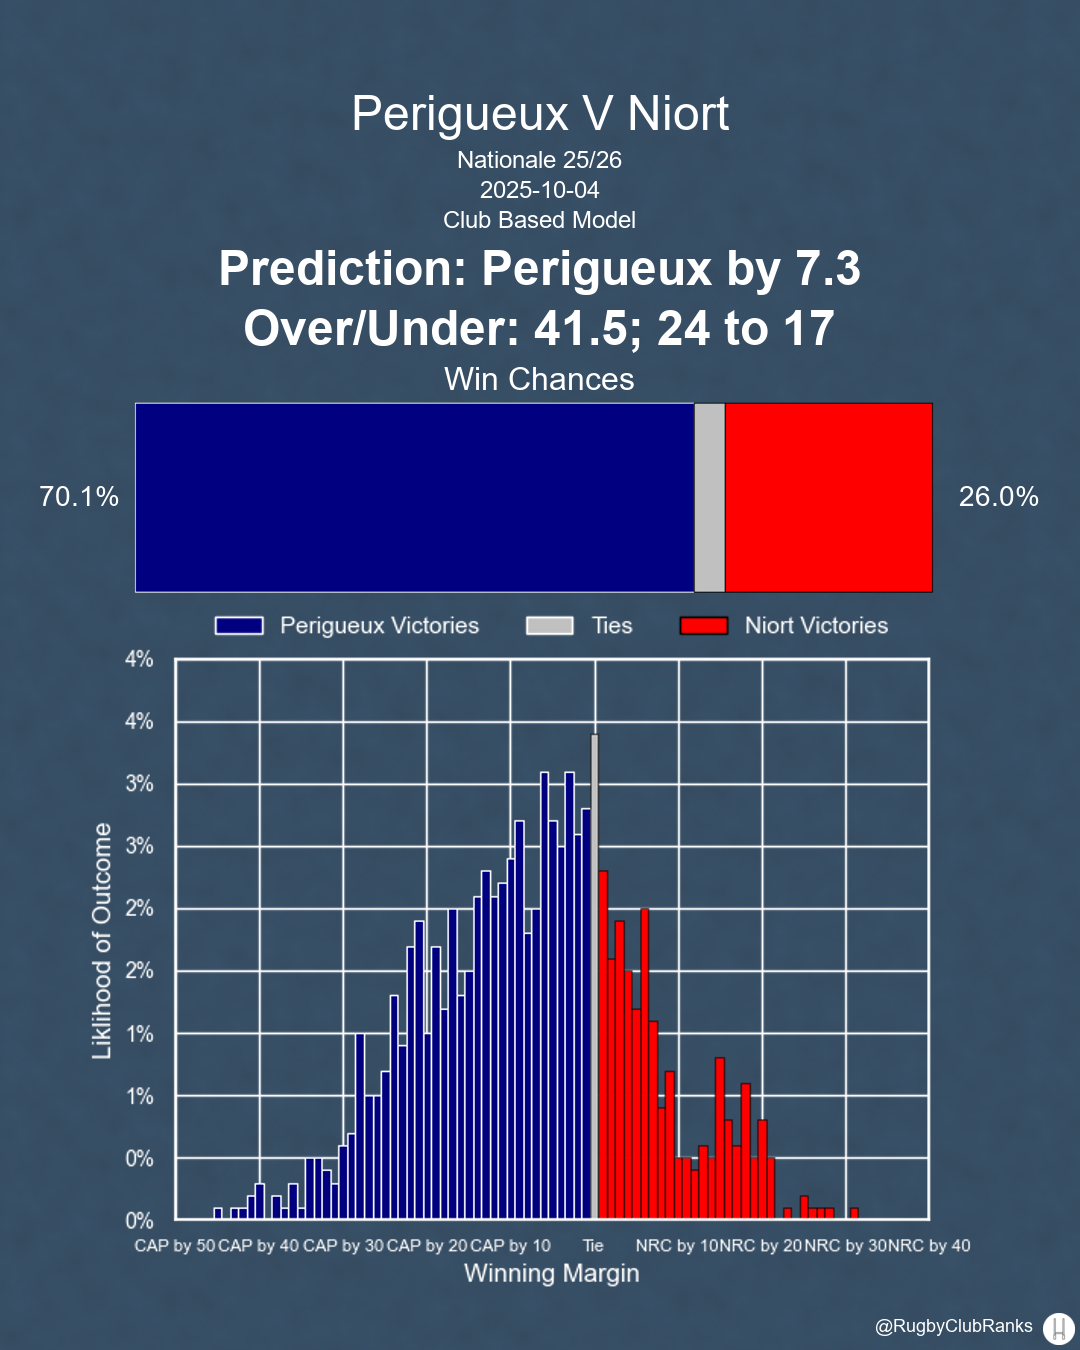 Perigueux V Niort
Nationale 25/26
2025-10-04
Club Based Model
Prediction: Perigueux by 7.3
Over/Under: 41.5; 24 to 17
Win Chances
70.1%
26.0%
Perigueux Victories
Ties
Niort Victories
4%
4%
3%
3%
2%
2%
1%
1%
0%
0%
Liklihood of Outcome
CAP by 50 CAP by 40 CAP by 30 CAP by 20 CAP by 10 Tie NRC by 10 NRC by 20 NRC by 30 NRC by 40
Winning Margin
@RugbyClubRanks